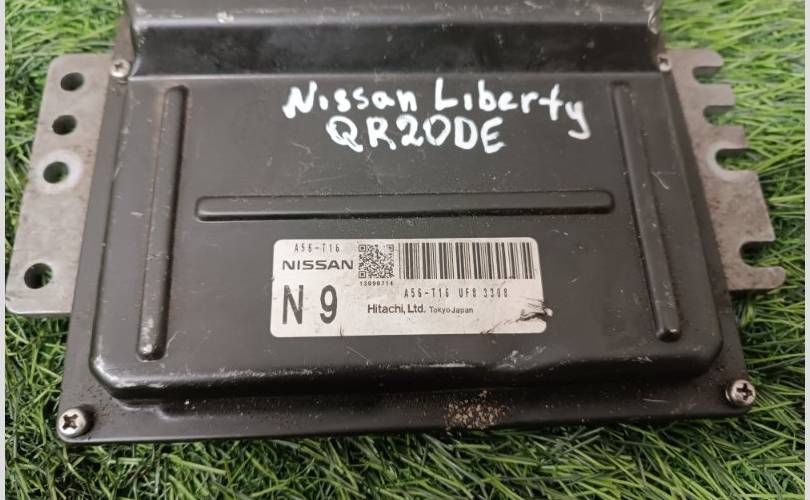 Nissan Liberty
QR20DE
A56-T16
NISSAN
N 9
A56-T16 UF8 3308
Hitachi, Ltd. Tokyo Japan